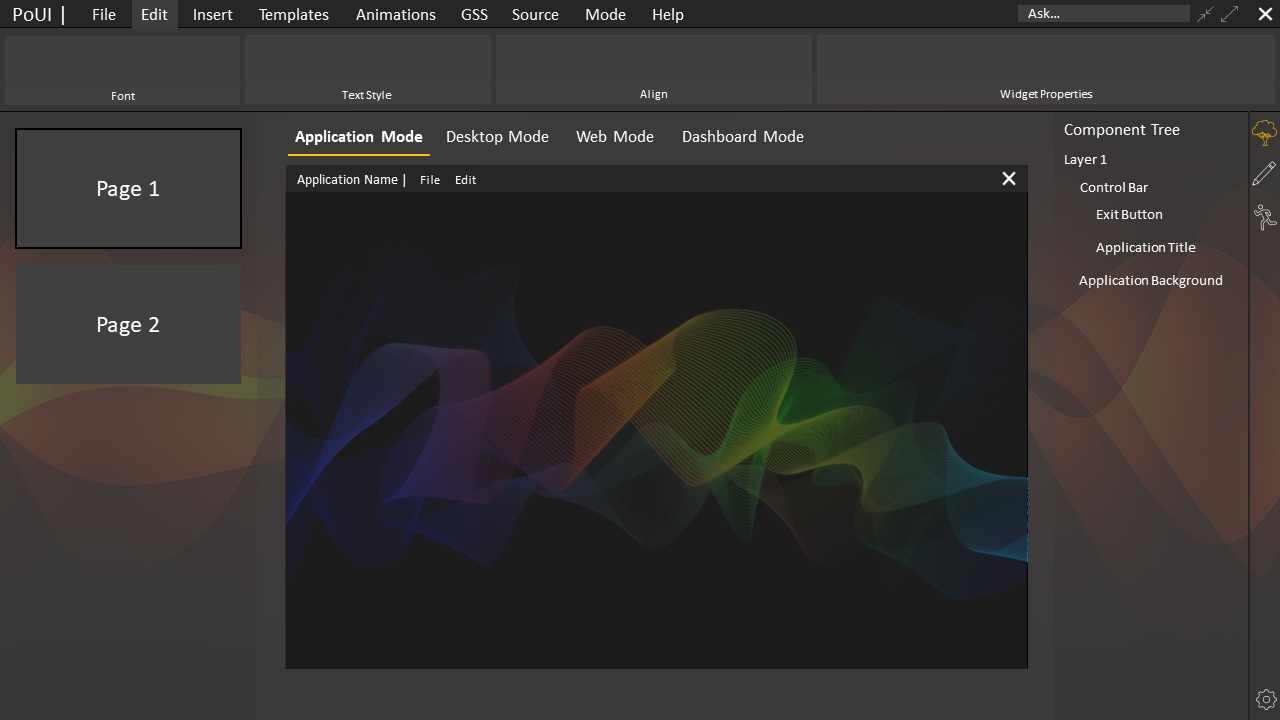 PoUI | File Edit Insert Templates Animations GSS Source Mode Help Ask...
Font Text Style Align Widget Properties
Page 1
Page 2
Application Mode Desktop Mode Web Mode Dashboard Mode
Application Name | File Edit
Component Tree
Layer 1
Control Bar
Exit Button
Application Title
Application Background